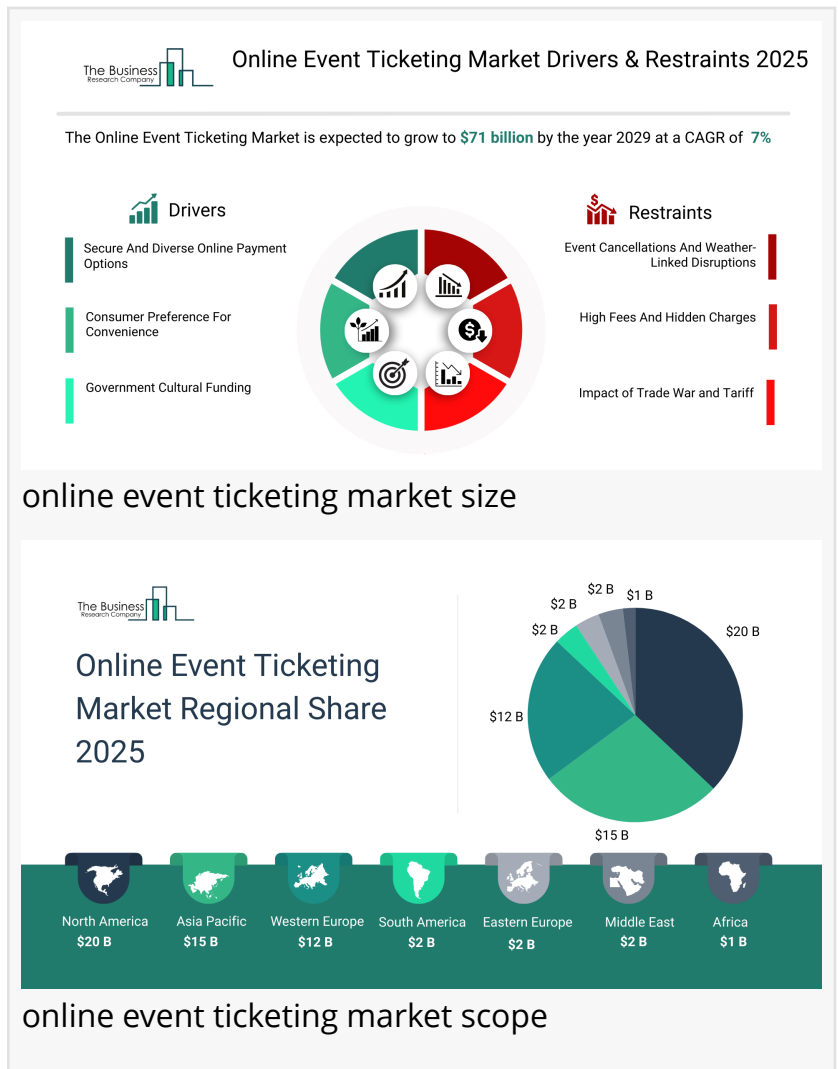 The Business
Research Company
Online Event Ticketing Market Drivers & Restraints 2025
The Online Event Ticketing Market is expected to grow to $71 billion by the year 2029 at a CAGR of 7%
Drivers
Secure And Diverse Online Payment
Options
Consumer Preference For
Convenience
Government Cultural Funding
$
$
Restraints
Event Cancellations And Weather-
Linked Disruptions
High Fees And Hidden Charges
Impact of Trade War and Tariff
online event ticketing market size
The Business
Research Company
Online Event Ticketing
Market Regional Share
2025
$20 B
$15 B
$12 B
$2 B
$2 B
$2 B
$1 B
North America
$20 B
Asia Pacific
$15 B
Western Europe
$12 B
South America
$2 B
Eastern Europe
$2 B
Middle East
$2 B
Africa
$1 B
online event ticketing market scope